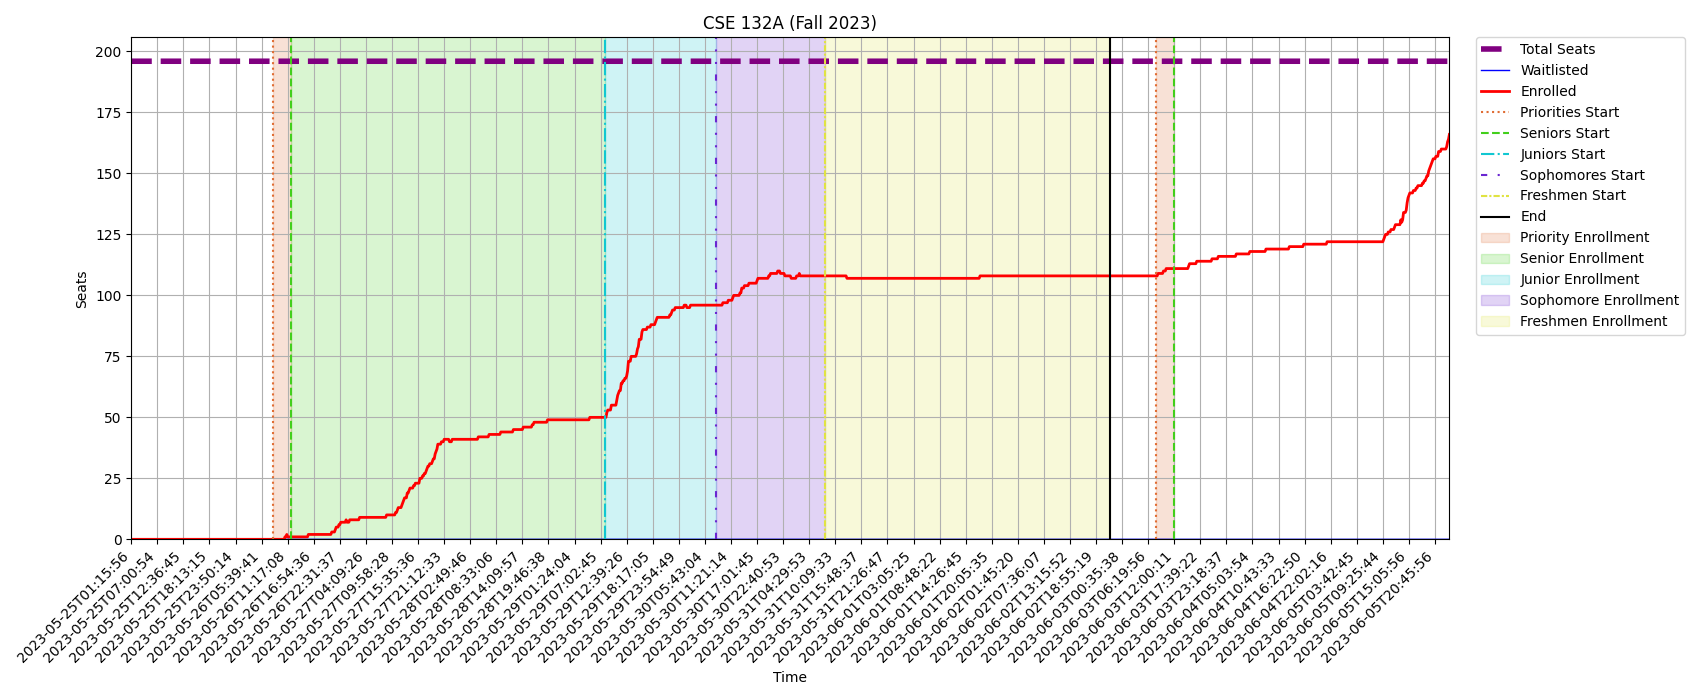 CSE 132A (Fall 2023)
Seats
200
175
150
125
100
75
50
25
0
2023-05-25T01:15:56
2023-05-25T07:00:54
2023-05-25T12:36:45
2023-05-25T18:13:15
2023-05-25T23:50:14
2023-05-26T05:39:41
2023-05-26T11:17:08
2023-05-26T16:54:36
2023-05-26T22:31:37
2023-05-27T04:09:26
2023-05-27T09:58:28
2023-05-27T15:35:36
2023-05-27T21:12:33
2023-05-28T02:49:46
2023-05-28T08:33:06
2023-05-28T14:09:57
2023-05-28T19:46:38
2023-05-29T01:24:04
2023-05-29T07:02:45
2023-05-29T12:39:26
2023-05-29T18:17:05
2023-05-29T23:54:49
2023-05-30T05:43:04
2023-05-30T11:21:14
2023-05-30T17:01:45
2023-05-30T22:40:53
2023-05-31T04:29:53
2023-05-31T10:09:33
2023-05-31T15:48:37
2023-05-31T21:26:47
2023-06-01T03:05:25
2023-06-01T08:48:22
2023-06-01T14:26:45
2023-06-01T20:05:35
2023-06-02T01:45:20
2023-06-02T07:36:07
2023-06-02T13:15:52
2023-06-02T18:55:19
2023-06-03T00:35:38
2023-06-03T06:19:56
2023-06-03T12:00:11
2023-06-03T17:39:22
2023-06-03T23:18:37
2023-06-04T05:03:54
2023-06-04T10:43:33
2023-06-04T16:22:50
2023-06-04T22:02:16
2023-06-05T03:42:45
2023-06-05T09:25:44
2023-06-05T15:05:56
2023-06-05T20:45:56
Time
Total Seats
Waitlisted
Enrolled
Priorities Start
Seniors Start
Juniors Start
Sophomores Start
Freshmen Start
End
Priority Enrollment
Senior Enrollment
Junior Enrollment
Sophomore Enrollment
Freshmen Enrollment